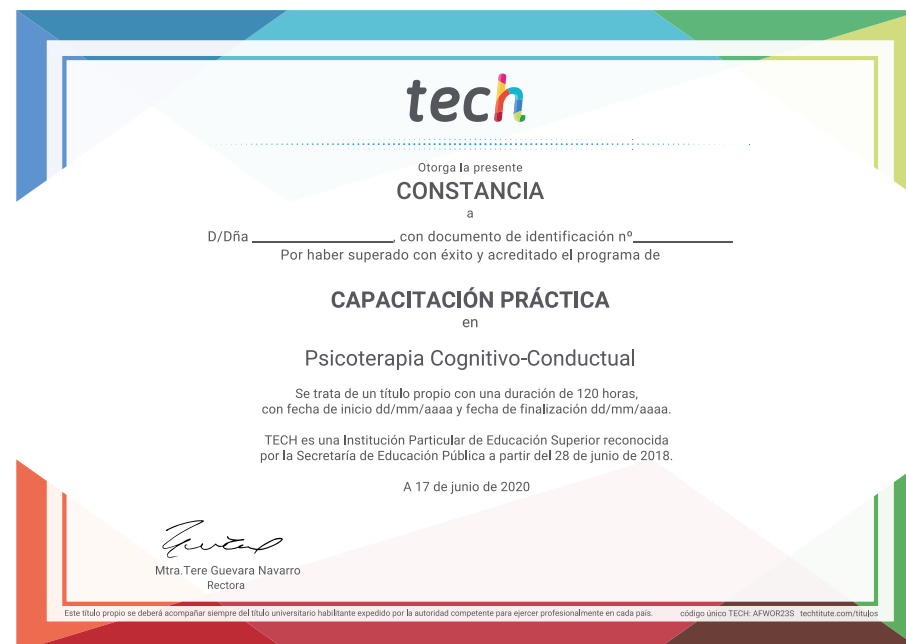 tech
Otorga la presente
CONSTANCIA
a
D/Dña ____________________, con documento de identificación nº______________
Por haber superado con éxito y acreditado el programa de
CAPACITACIÓN PRÁCTICA
en
Psicoterapia Cognitivo-Conductual
Se trata de un título propio con una duración de 120 horas,
con fecha de inicio dd/mm/aaaa y fecha de finalización dd/mm/aaaa.
TECH es una Institución Particular de Educación Superior reconocida
por la Secretaría de Educación Pública a partir del 28 de junio de 2018.
A 17 de junio de 2020
Mtra.Tere Guevara Navarro
Rectora
Este título propio se deberá acompañar siempre del título universitario habilitante expedido por la autoridad competente para ejercer profesionalmente en cada país. código único TECH: AFWOR23S techtitute.com/titulos